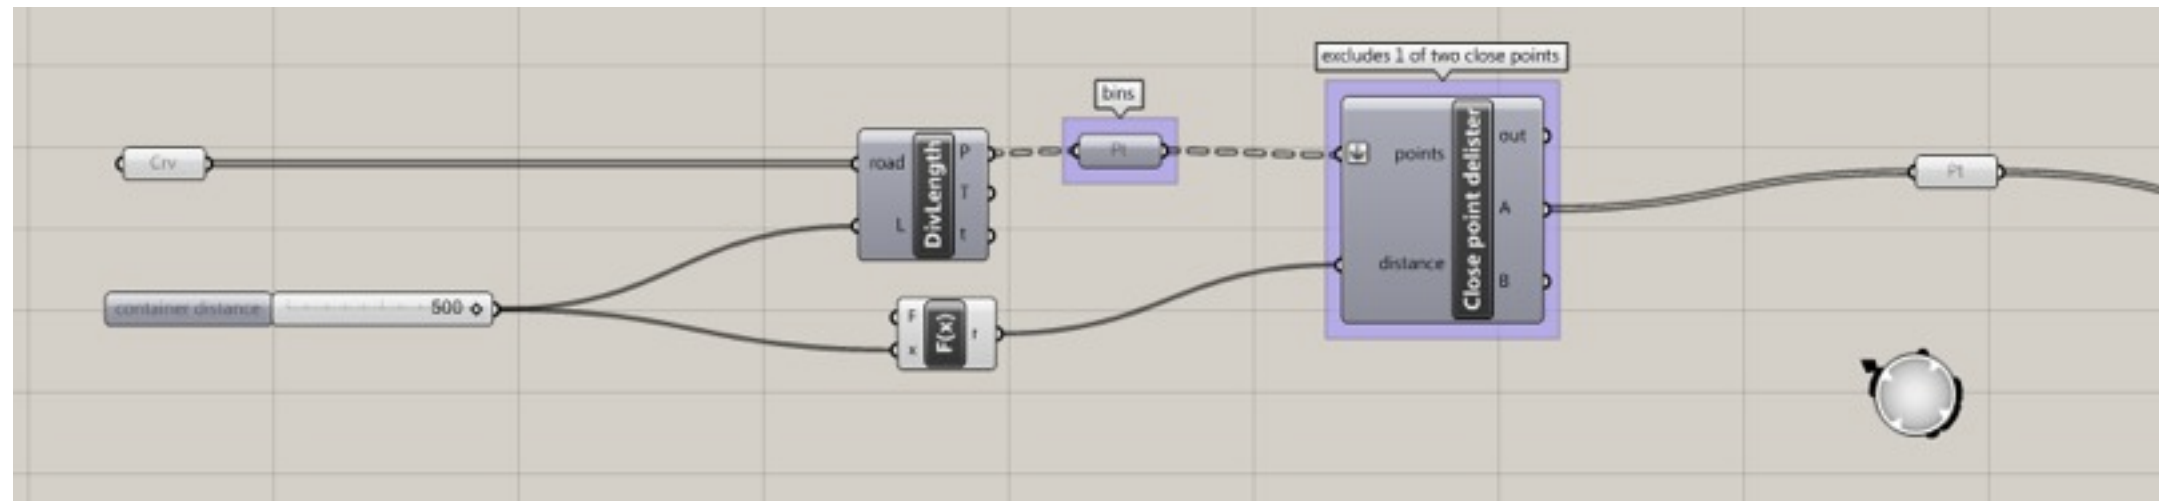 excludes 1 of two close points
bins
Crv
road
L
DivLength
P
T
t
Pt
points
distance
Close point delister
out
A
B
Pt
container distance
500
F
x
F(x)
r